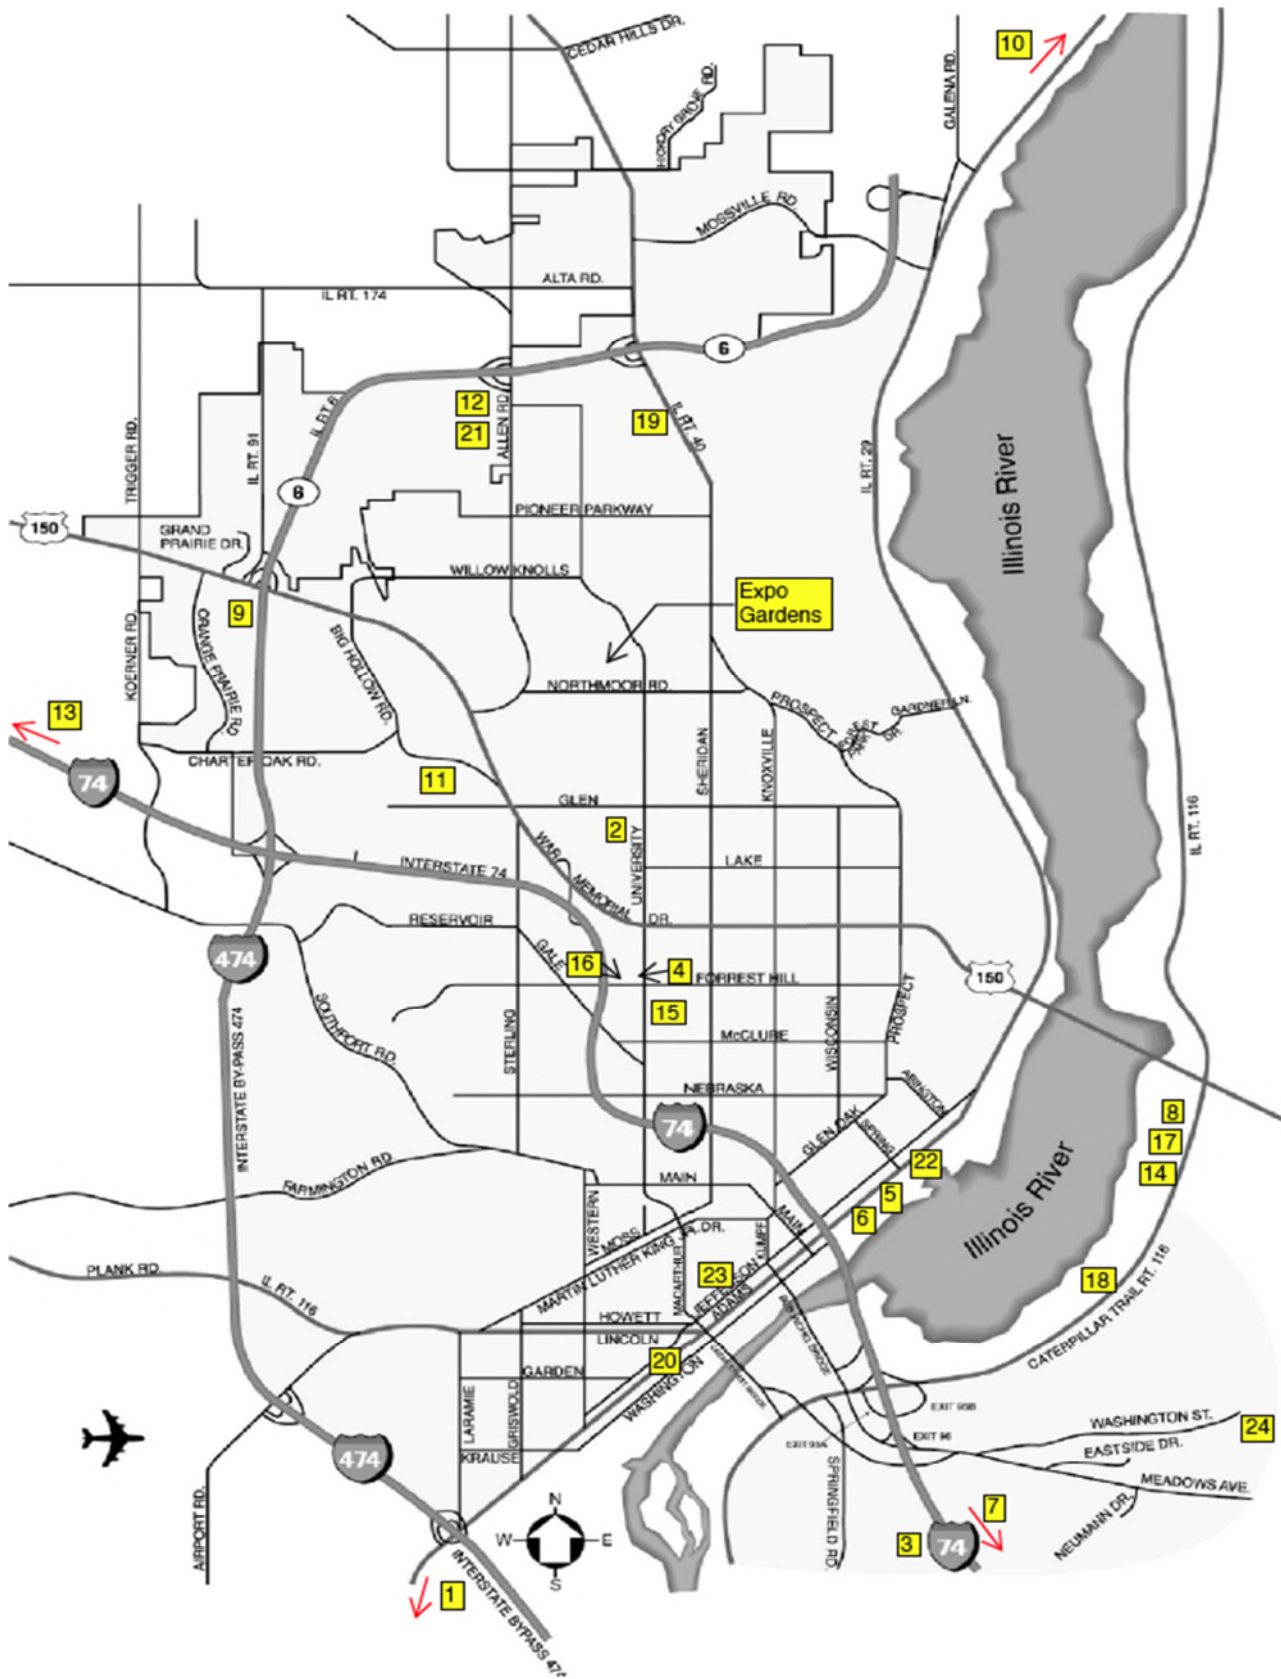 10
CEDAR HILLS DR.
GALENA RD.
HICKORY GROVE RD.
MOSSVILLE RD
ALTA RD.
IL RT. 174
6
12
IL RT. 6
ALLEN RD.
19
IL RT. 40
21
TRIGGER RD.
IL RT. 91
IL RT. 29
Illinois River
6
150
GRAND
PRAIRIE DR.
PIONEER PARKWAY
WILLOW KNOLLS
Expo
Gardens
9
KOERNER RD.
ORANGE PRAIRIE RD.
BIG HOLLOW RD.
NORTHMOOR RD.
PROSPECT
GARDNER LN.
FOREST
PARK
DR.
13
SHERIDAN
KNOXVILLE
CHARTER OAK RD.
74
11
GLEN
IL RT. 116
2
UNIVERSITY
WAR
MEMORIAL
DR.
LAKE
INTERSTATE 74
RESERVOIR
GALE
474
16
4
FORREST HILL
150
SOUTHPORT RD.
15
STERLING
WISCONSIN
PROSPECT
McCLURE
INTERSTATE BY-PASS 474
NEBRASKA
ABINGTON
74
GLEN OAK
SPRING
8
17
22
14
FARMINGTON RD.
MAIN
5
WESTERN
MOSS
MAIN
6
Illinois River
MARTIN LUTHER KING JR. DR.
KUMPF
MACARTHUR
23
JEFFERSON
ADAMS
PLANK RD.
IL RT. 116
18
HOWETT
LINCOLN
CATERPILLAR TRAIL RT. 116
20
GARDEN
WASHINGTON
LARAMIE
GRISWOLD
EXIT 95B
WASHINGTON ST.
24
EXIT 95A
EXIT 96
EASTSIDE DR.
KRAUSE
474
SPRINGFIELD RD.
MEADOWS AVE.
AIRPORT RD.
NEUMANN DR.
7
N
W
E
S
3
74
1
INTERSTATE BYPASS 474